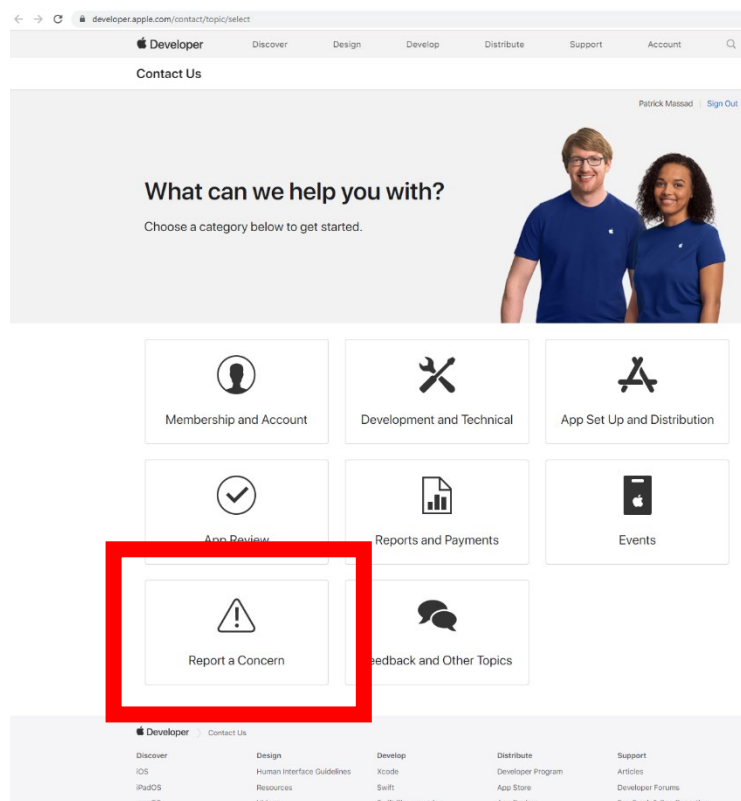 developer.apple.com/contact/topic/select
Developer Discover Design Develop Distribute Support Account
Contact Us
Patrick Massad Sign Out
What can we help you with?
Choose a category below to get started.
Membership and Account Development and Technical App Set Up and Distribution
App Review Reports and Payments Events
Report a Concern eedback and Other Topics
Developer Contact Us
Discover Design Develop Distribute Support
iOS Human Interface Guidelines Xcode Developer Program Articles
iPadOS Resources Swift App Store Developer Forums